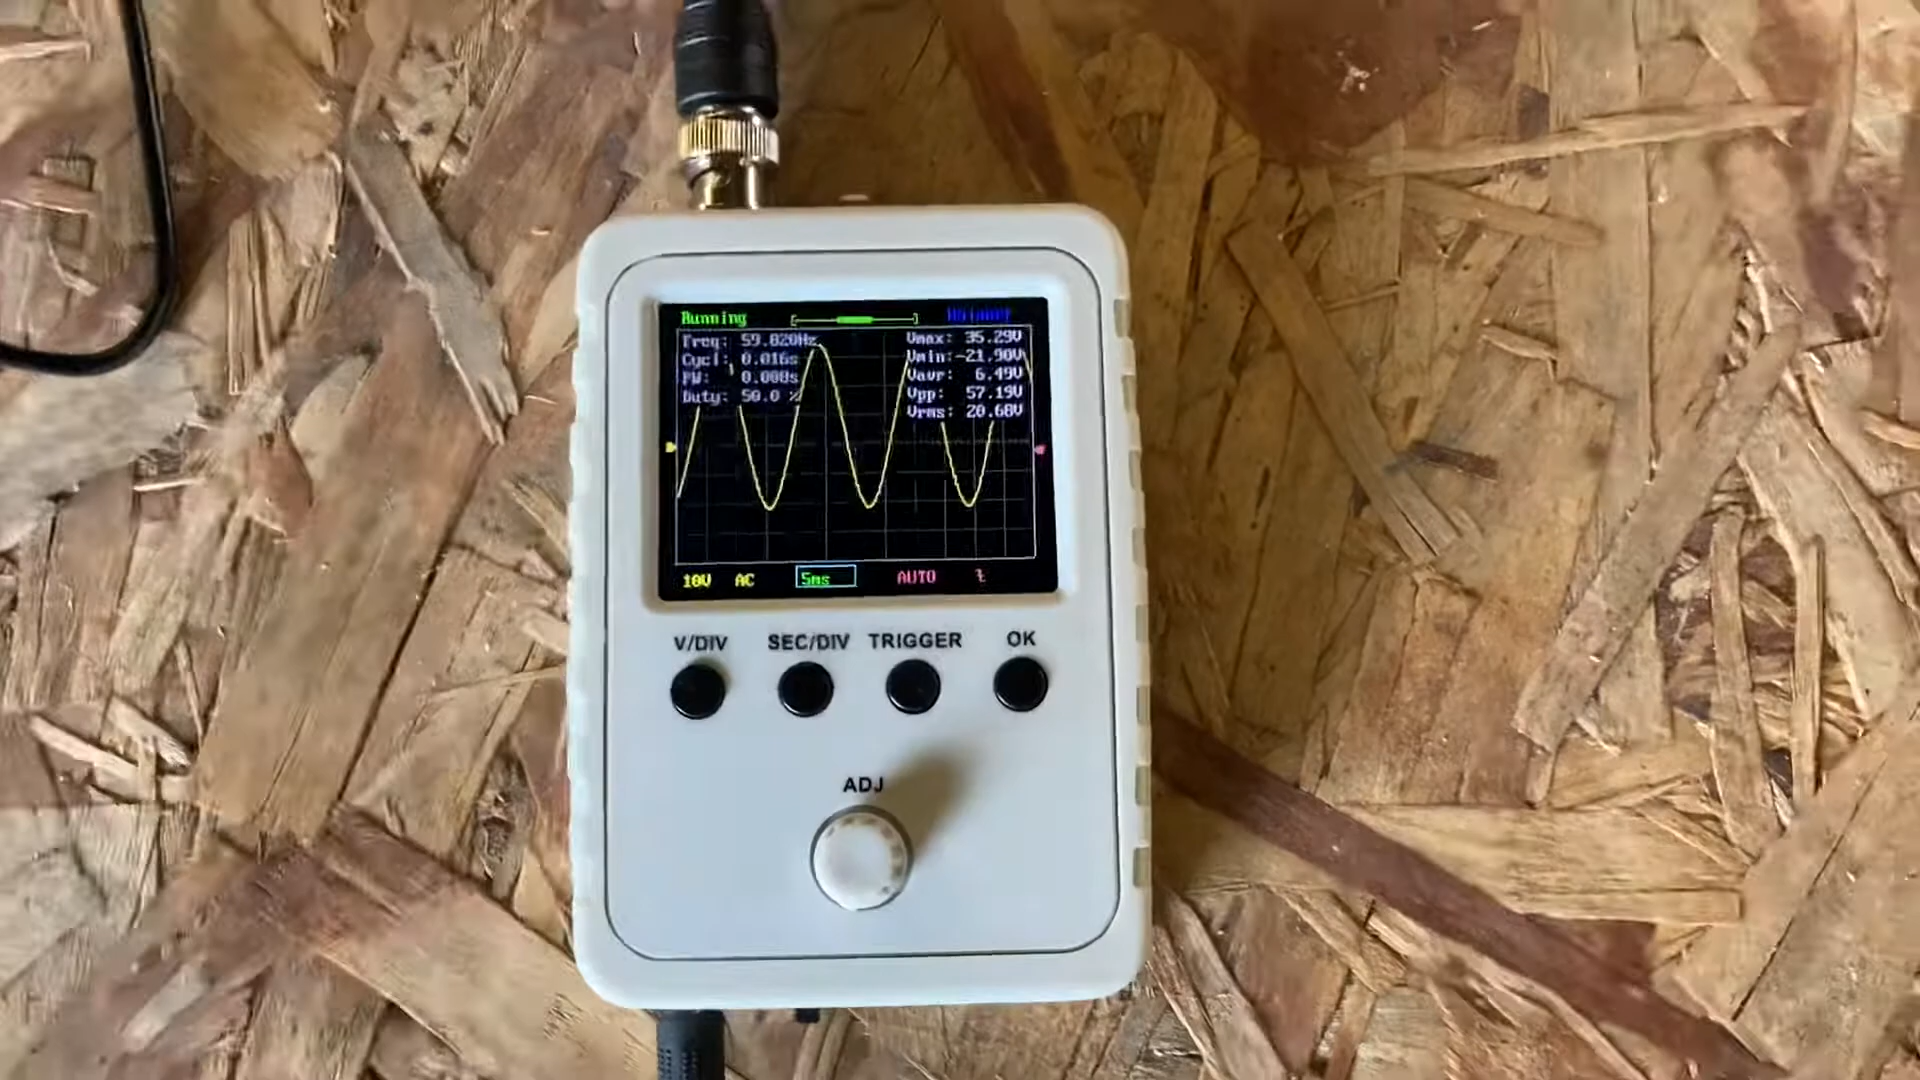 Running
Freq: 59.820Hz
Cycl: 0.016s
PW: 0.008s
Duty: 50.0 %
Vmax: 35.29V
Vmin:-21.90V
Vavr: 6.49V
Vpp: 57.19V
Vrms: 20.68V
10V AC 5ms AUTO
V/DIV SEC/DIV TRIGGER OK
ADJ